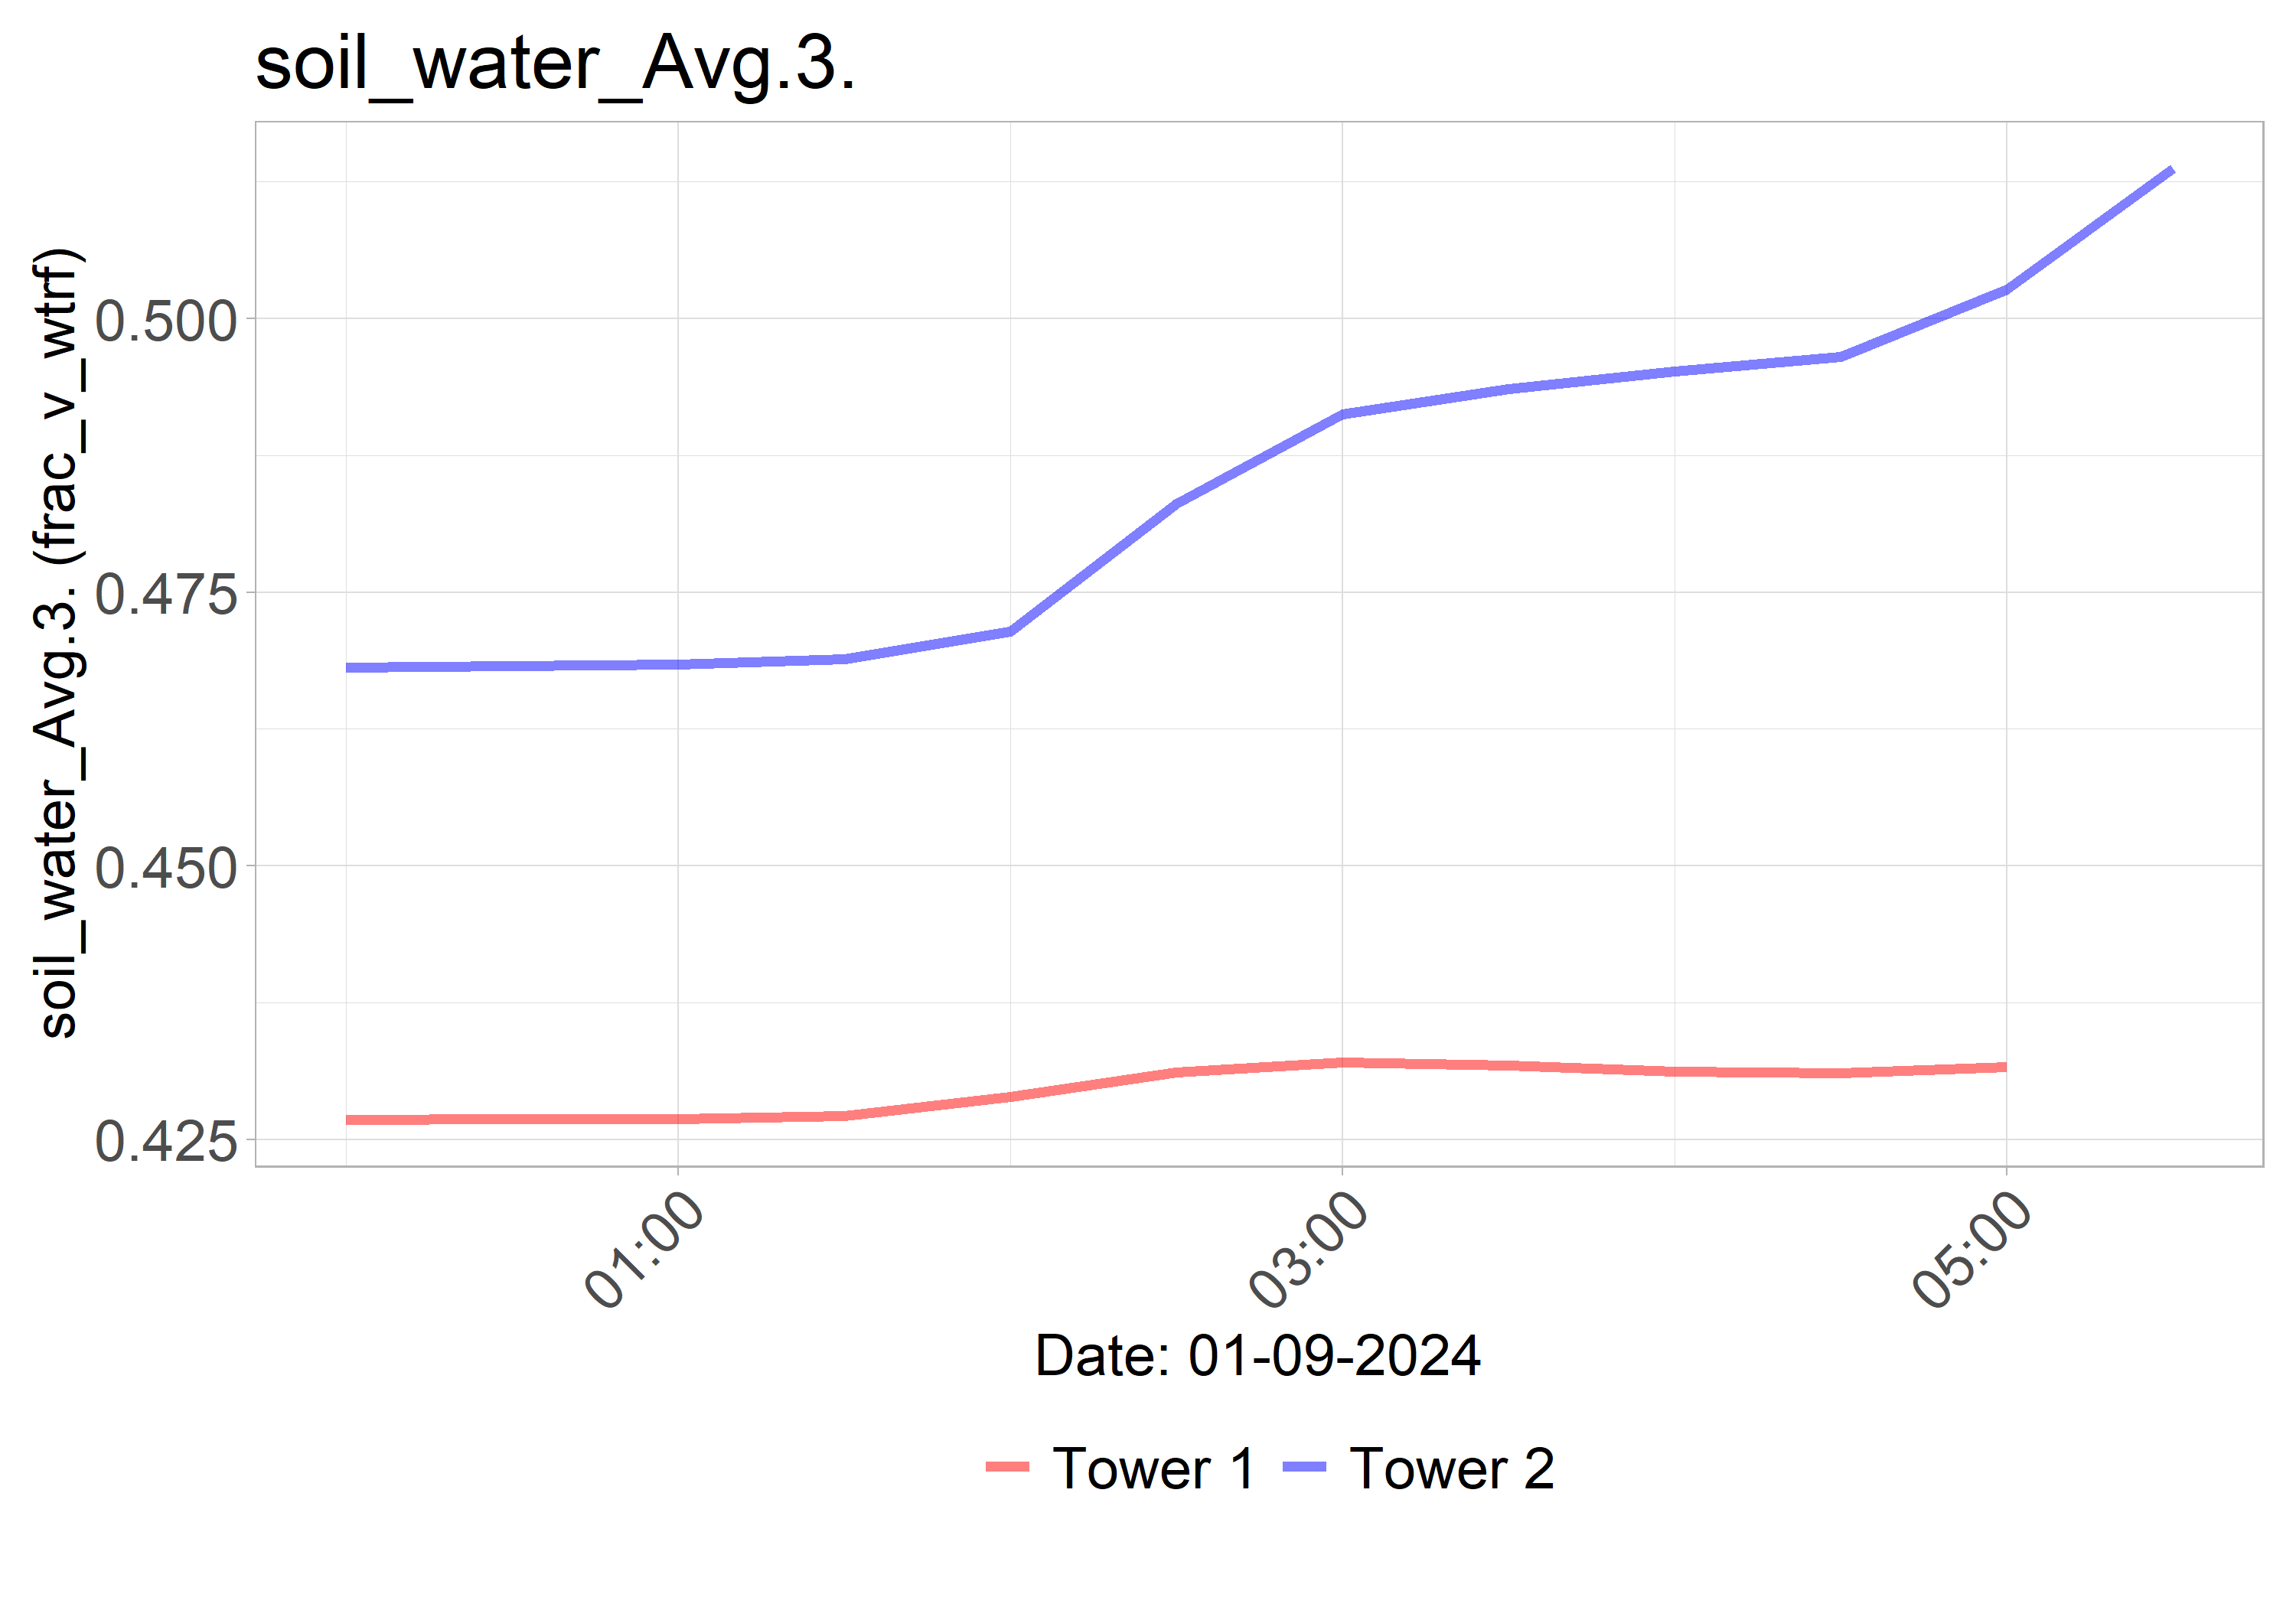 soil_water_Avg.3.
soil_water_Avg.3. (frac_v_wtrf)
0.500
0.475
0.450
0.425
01:00
03:00
05:00
Date: 01-09-2024
Tower 1
Tower 2